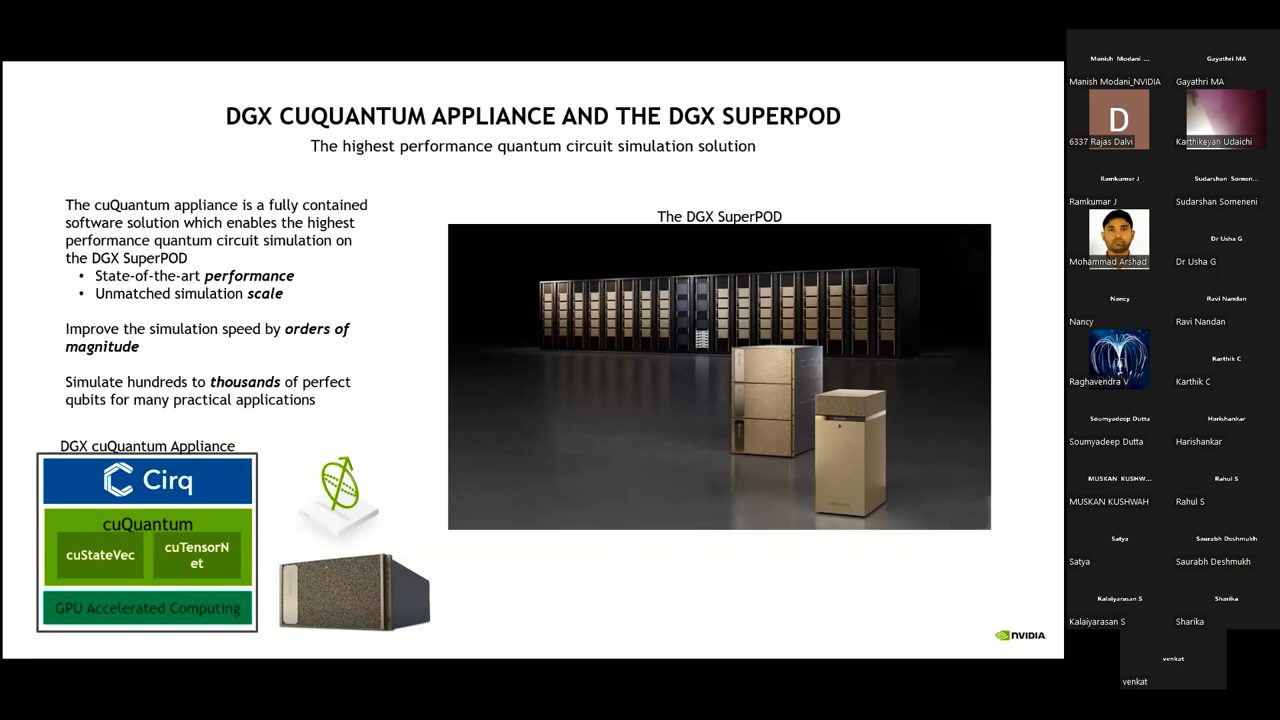 DGX CUQUANTUM APPLIANCE AND THE DGX SUPERPOD
The highest performance quantum circuit simulation solution
The cuQuantum appliance is a fully contained
software solution which enables the highest
performance quantum circuit simulation on
the DGX SuperPOD
• State-of-the-art performance
• Unmatched simulation scale
Improve the simulation speed by orders of
magnitude
Simulate hundreds to thousands of perfect
qubits for many practical applications
DGX cuQuantum Appliance
Cirq
cuQuantum
cuStateVec
cuTensorN
et
GPU Accelerated Computing
The DGX SuperPOD
NVIDIA
Manish Modani ...
Manish Modani_NVIDIA
Gayathri MA
Gayathri MA
D
6337 Rajas Dalvi
Karthikeyan Udaichi
Ramkumar J
Ramkumar J
Sudarshan Somen...
Sudarshan Someneni
Mohammad Arshad
Dr Usha G
Dr Usha G
Nancy
Nancy
Ravi Nandan
Ravi Nandan
Raghavendra V
Karthik C
Karthik C
Soumyadeep Dutta
Soumyadeep Dutta
Harishankar
Harishankar
MUSKAN KUSHW...
MUSKAN KUSHWAH
Rahul S
Rahul S
Satya
Satya
Saurabh Deshmukh
Saurabh Deshmukh
Kalaiyarasan S
Kalaiyarasan S
Sharika
Sharika
venkat
venkat